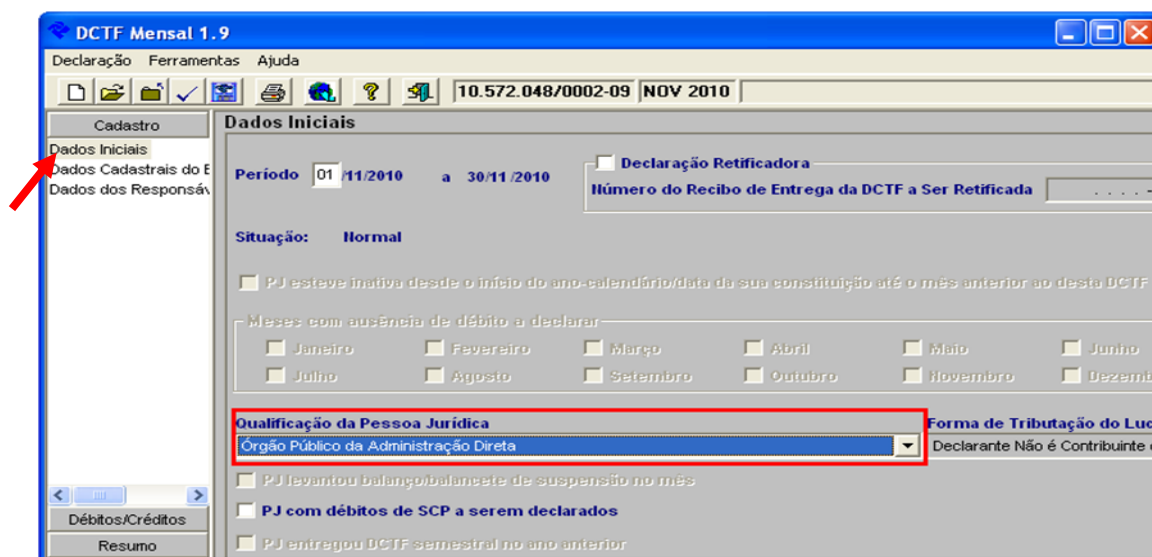 DCTF Mensal 1.9
Declaração Ferramentas Ajuda
10.572.048/0002-09 NOV 2010
Cadastro
Dados Iniciais
Dados Cadastrais do E
Dados dos Responsáv
Dados Iniciais
Período 01 /11/2010 a 30/11/2010
Declaração Retificadora
Número do Recibo de Entrega da DCTF a Ser Retificada . . . . -
Situação: Normal
PJ esteve inativa desde o início do ano-calendário/data da sua constituição até o mês anterior ao desta DCTF
Meses com ausência de débito a declarar
Janeiro Fevereiro Março Abril Maio Junho
Julho Agosto Setembro Outubro Novembro Dezemb
Qualificação da Pessoa Jurídica
Órgão Público da Administração Direta
Forma de Tributação do Luc
Declarante Não é Contribuinte
PJ levantou balanço/balancete de suspensão no mês
PJ com débitos de SCP a serem declarados
PJ entregou DCTF semestral no ano anterior
Débitos/Créditos
Resumo